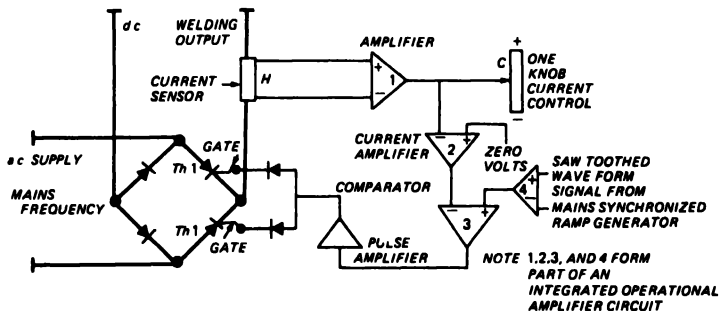 dc
WELDING
OUTPUT
AMPLIFIER
CURRENT
SENSOR
H
+
1
−
C
+
−
ONE
KNOB
CURRENT
CONTROL
ac SUPPLY
GATE
Th 1
MAINS
FREQUENCY
Th 1
GATE
CURRENT
AMPLIFIER
−
+
2
ZERO
VOLTS
COMPARATOR
−
+
3
4
+
−
SAW TOOTHED
WAVE FORM
SIGNAL FROM
MAINS SYNCHRONIZED
RAMP GENERATOR
PULSE
AMPLIFIER
NOTE 1.2.3, AND 4 FORM
PART OF AN
INTEGRATED OPERATIONAL
AMPLIFIER CIRCUIT